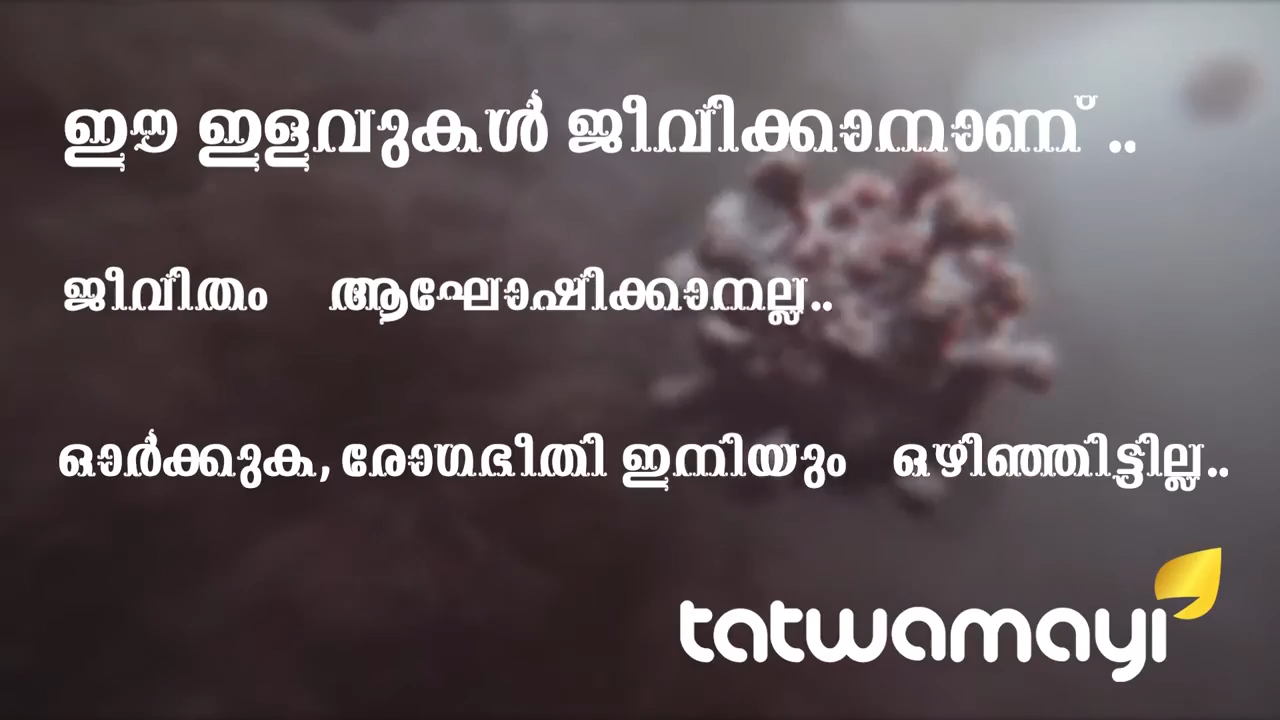 ഈ ഇളവുകൾ ജീവിക്കാനാണ് ..
ജീവിതം ആഘോഷിക്കാനല്ല..
ഓർക്കുക, രോഗഭീതി ഇനിയും ഒഴിഞ്ഞിട്ടില്ല..
tatwamayi